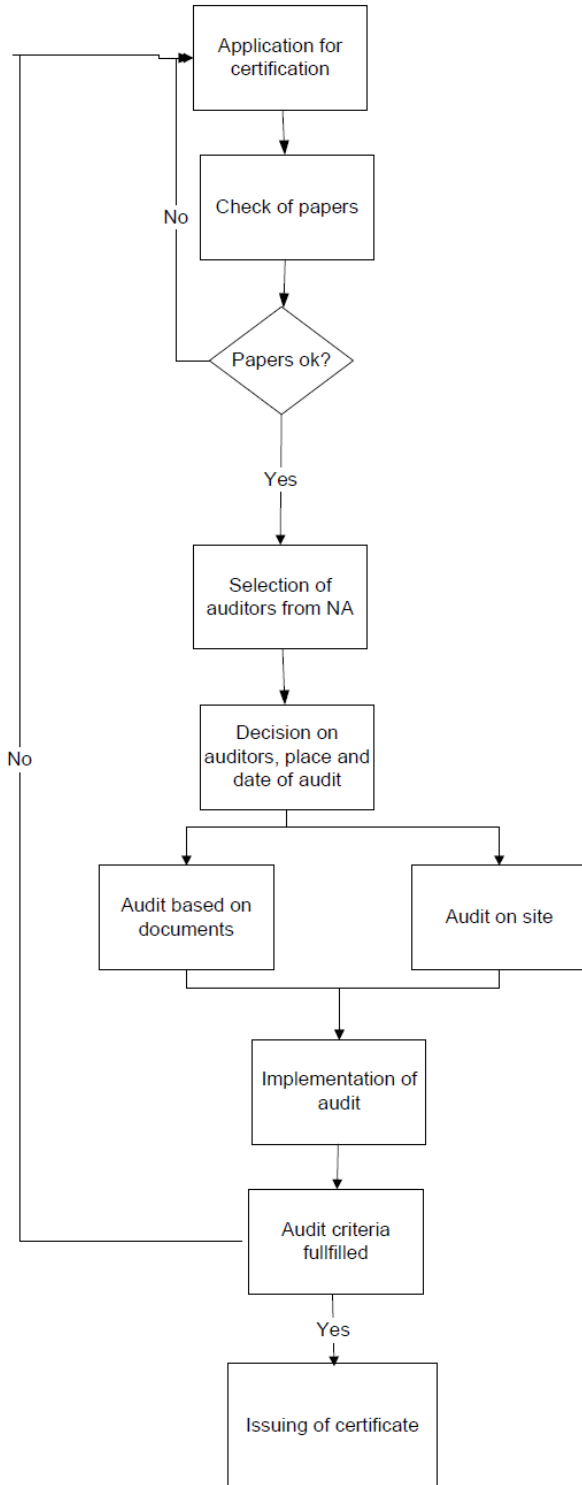 Application for
certification
Check of papers
No
Papers ok?
Yes
Selection of
auditors from NA
Decision on
auditors, place and
date of audit
No
Audit based on
documents
Audit on site
Implementation of
audit
Audit criteria
fullfilled
Yes
Issuing of certificate